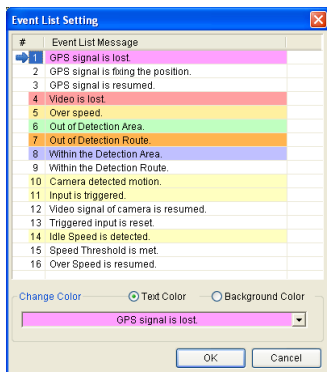 Event List Setting
# Event List Message
1 GPS signal is lost.
2 GPS signal is fixing the position.
3 GPS signal is resumed.
4 Video is lost.
5 Over speed.
6 Out of Detection Area.
7 Out of Detection Route.
8 Within the Detection Area.
9 Within the Detection Route.
10 Camera detected motion.
11 Input is triggered.
12 Video signal of camera is resumed.
13 Triggered input is reset.
14 Idle Speed is detected.
15 Speed Threshold is met.
16 Over Speed is resumed.
Change Color Text Color Background Color
GPS signal is lost.
OK Cancel